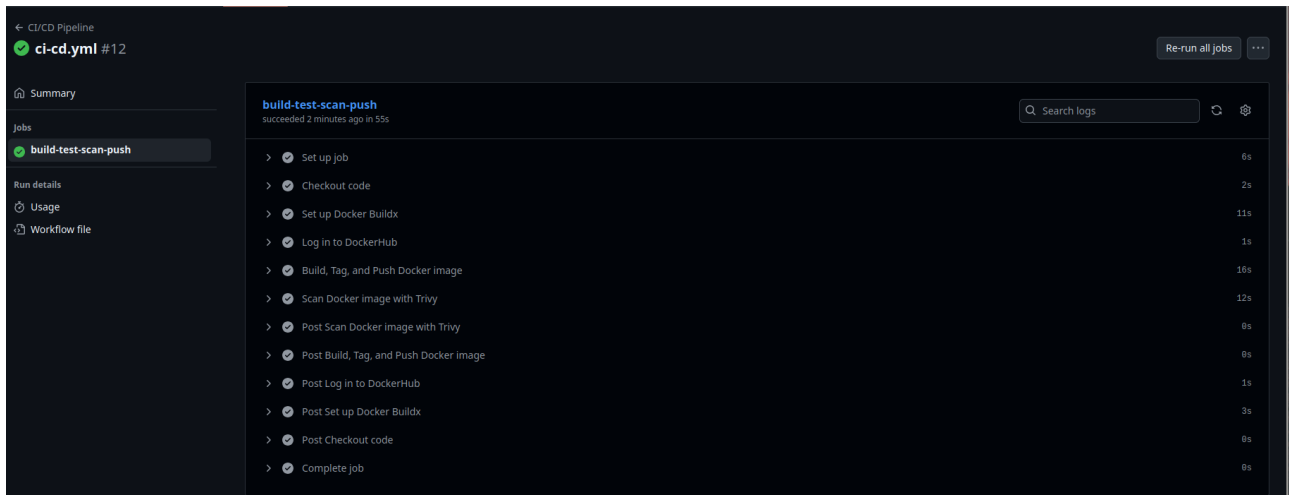 ← CI/CD Pipeline
ci-cd.yml #12
Re-run all jobs
Summary
Jobs
build-test-scan-push
Run details
Usage
Workflow file
build-test-scan-push
succeeded 2 minutes ago in 55s
Search logs
Set up job 6s
Checkout code 2s
Set up Docker Buildx 11s
Log in to DockerHub 1s
Build, Tag, and Push Docker image 16s
Scan Docker image with Trivy 12s
Post Scan Docker image with Trivy 0s
Post Build, Tag, and Push Docker image 0s
Post Log in to DockerHub 1s
Post Set up Docker Buildx 3s
Post Checkout code 0s
Complete job 0s